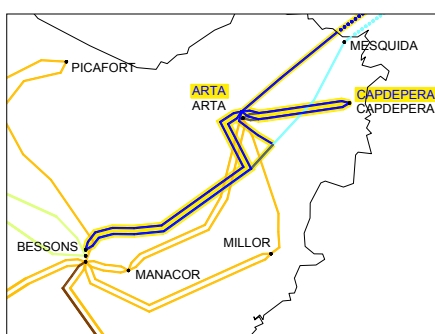 MESQUIDA
PICAFORT
ARTA
ARTA
CAPDEPERA
CAPDEPERA
BESSONS
MILLOR
MANACOR